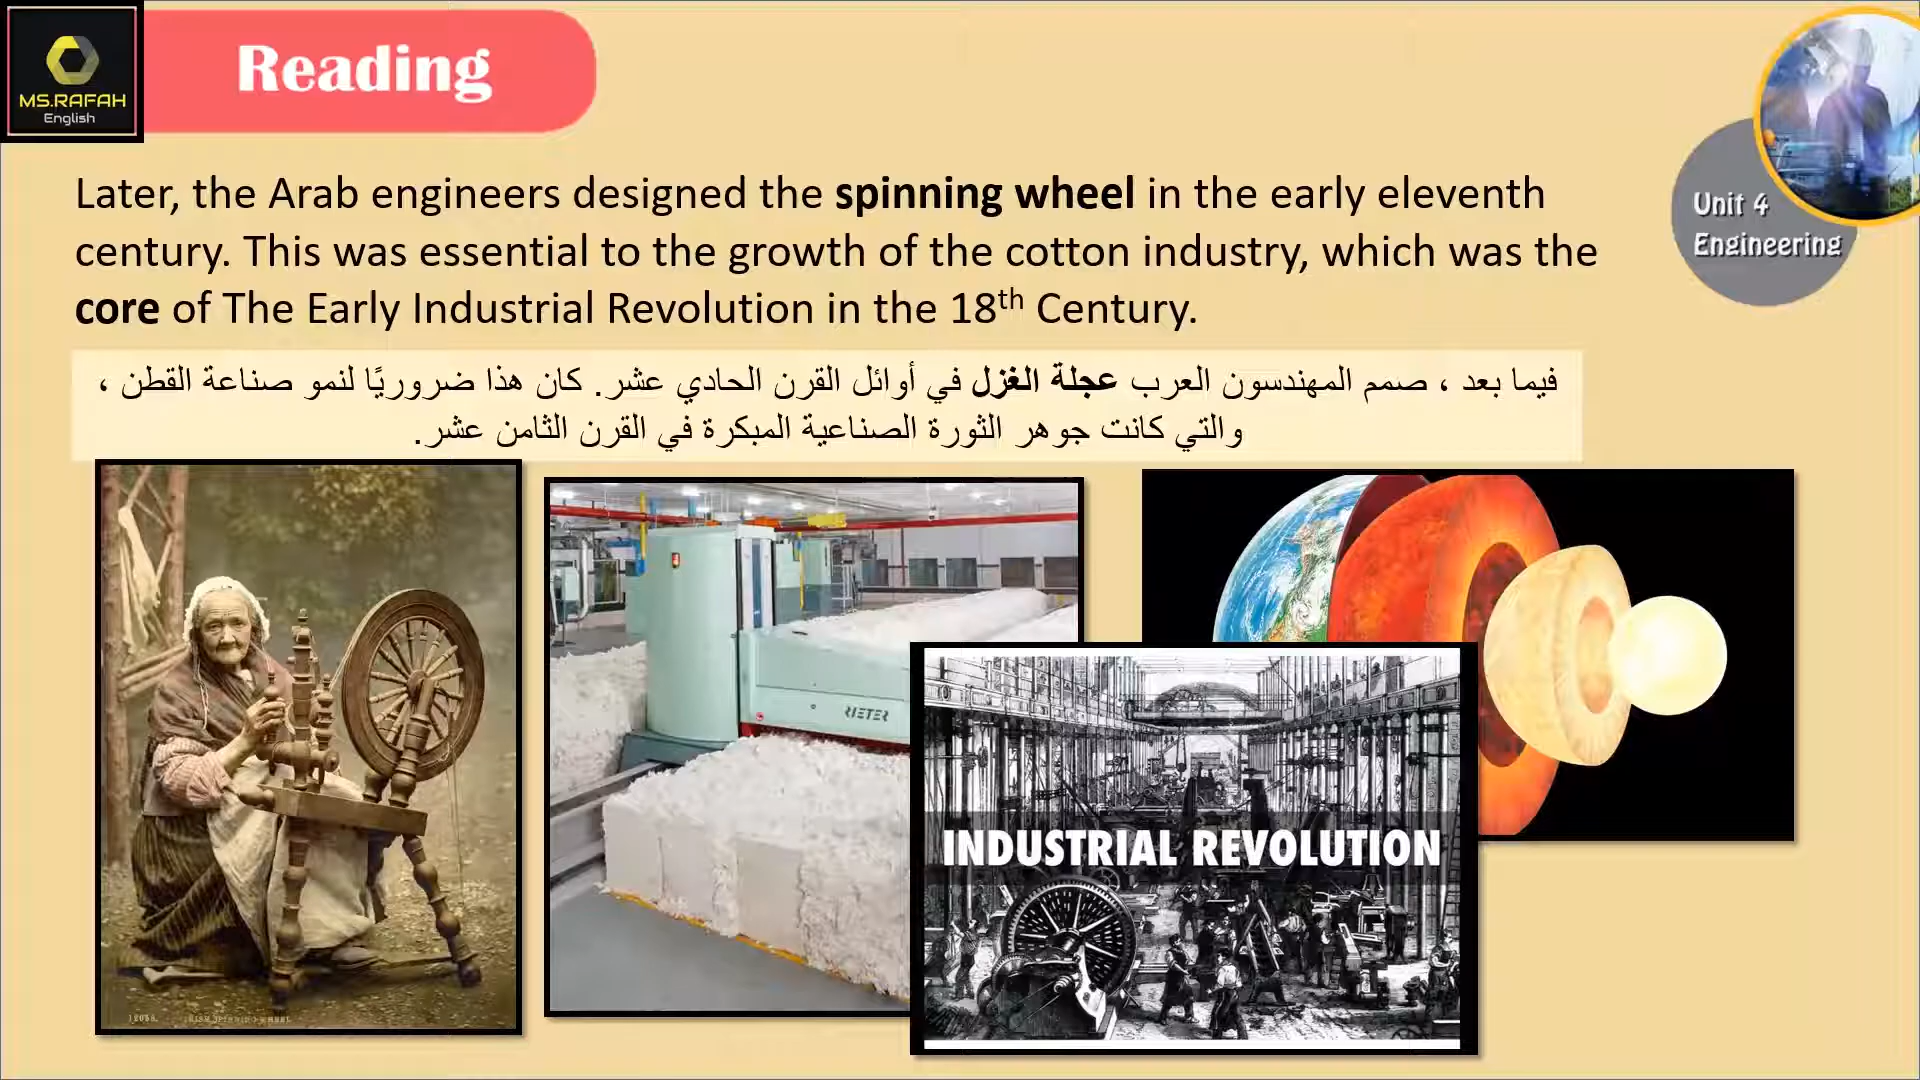 MS.RAFAH
English
Reading
Unit 4
Engineering
Later, the Arab engineers designed the spinning wheel in the early eleventh
century. This was essential to the growth of the cotton industry, which was the
core of The Early Industrial Revolution in the 18th Century.
فيما بعد ، صمم المهندسون العرب عجلة الغزل في أوائل القرن الحادي عشر. كان هذا ضروريًا لنمو صناعة القطن ،
والتي كانت جوهر الثورة الصناعية المبكرة في القرن الثامن عشر.
RIETER
INDUSTRIAL REVOLUTION
SPINNING WHEEL